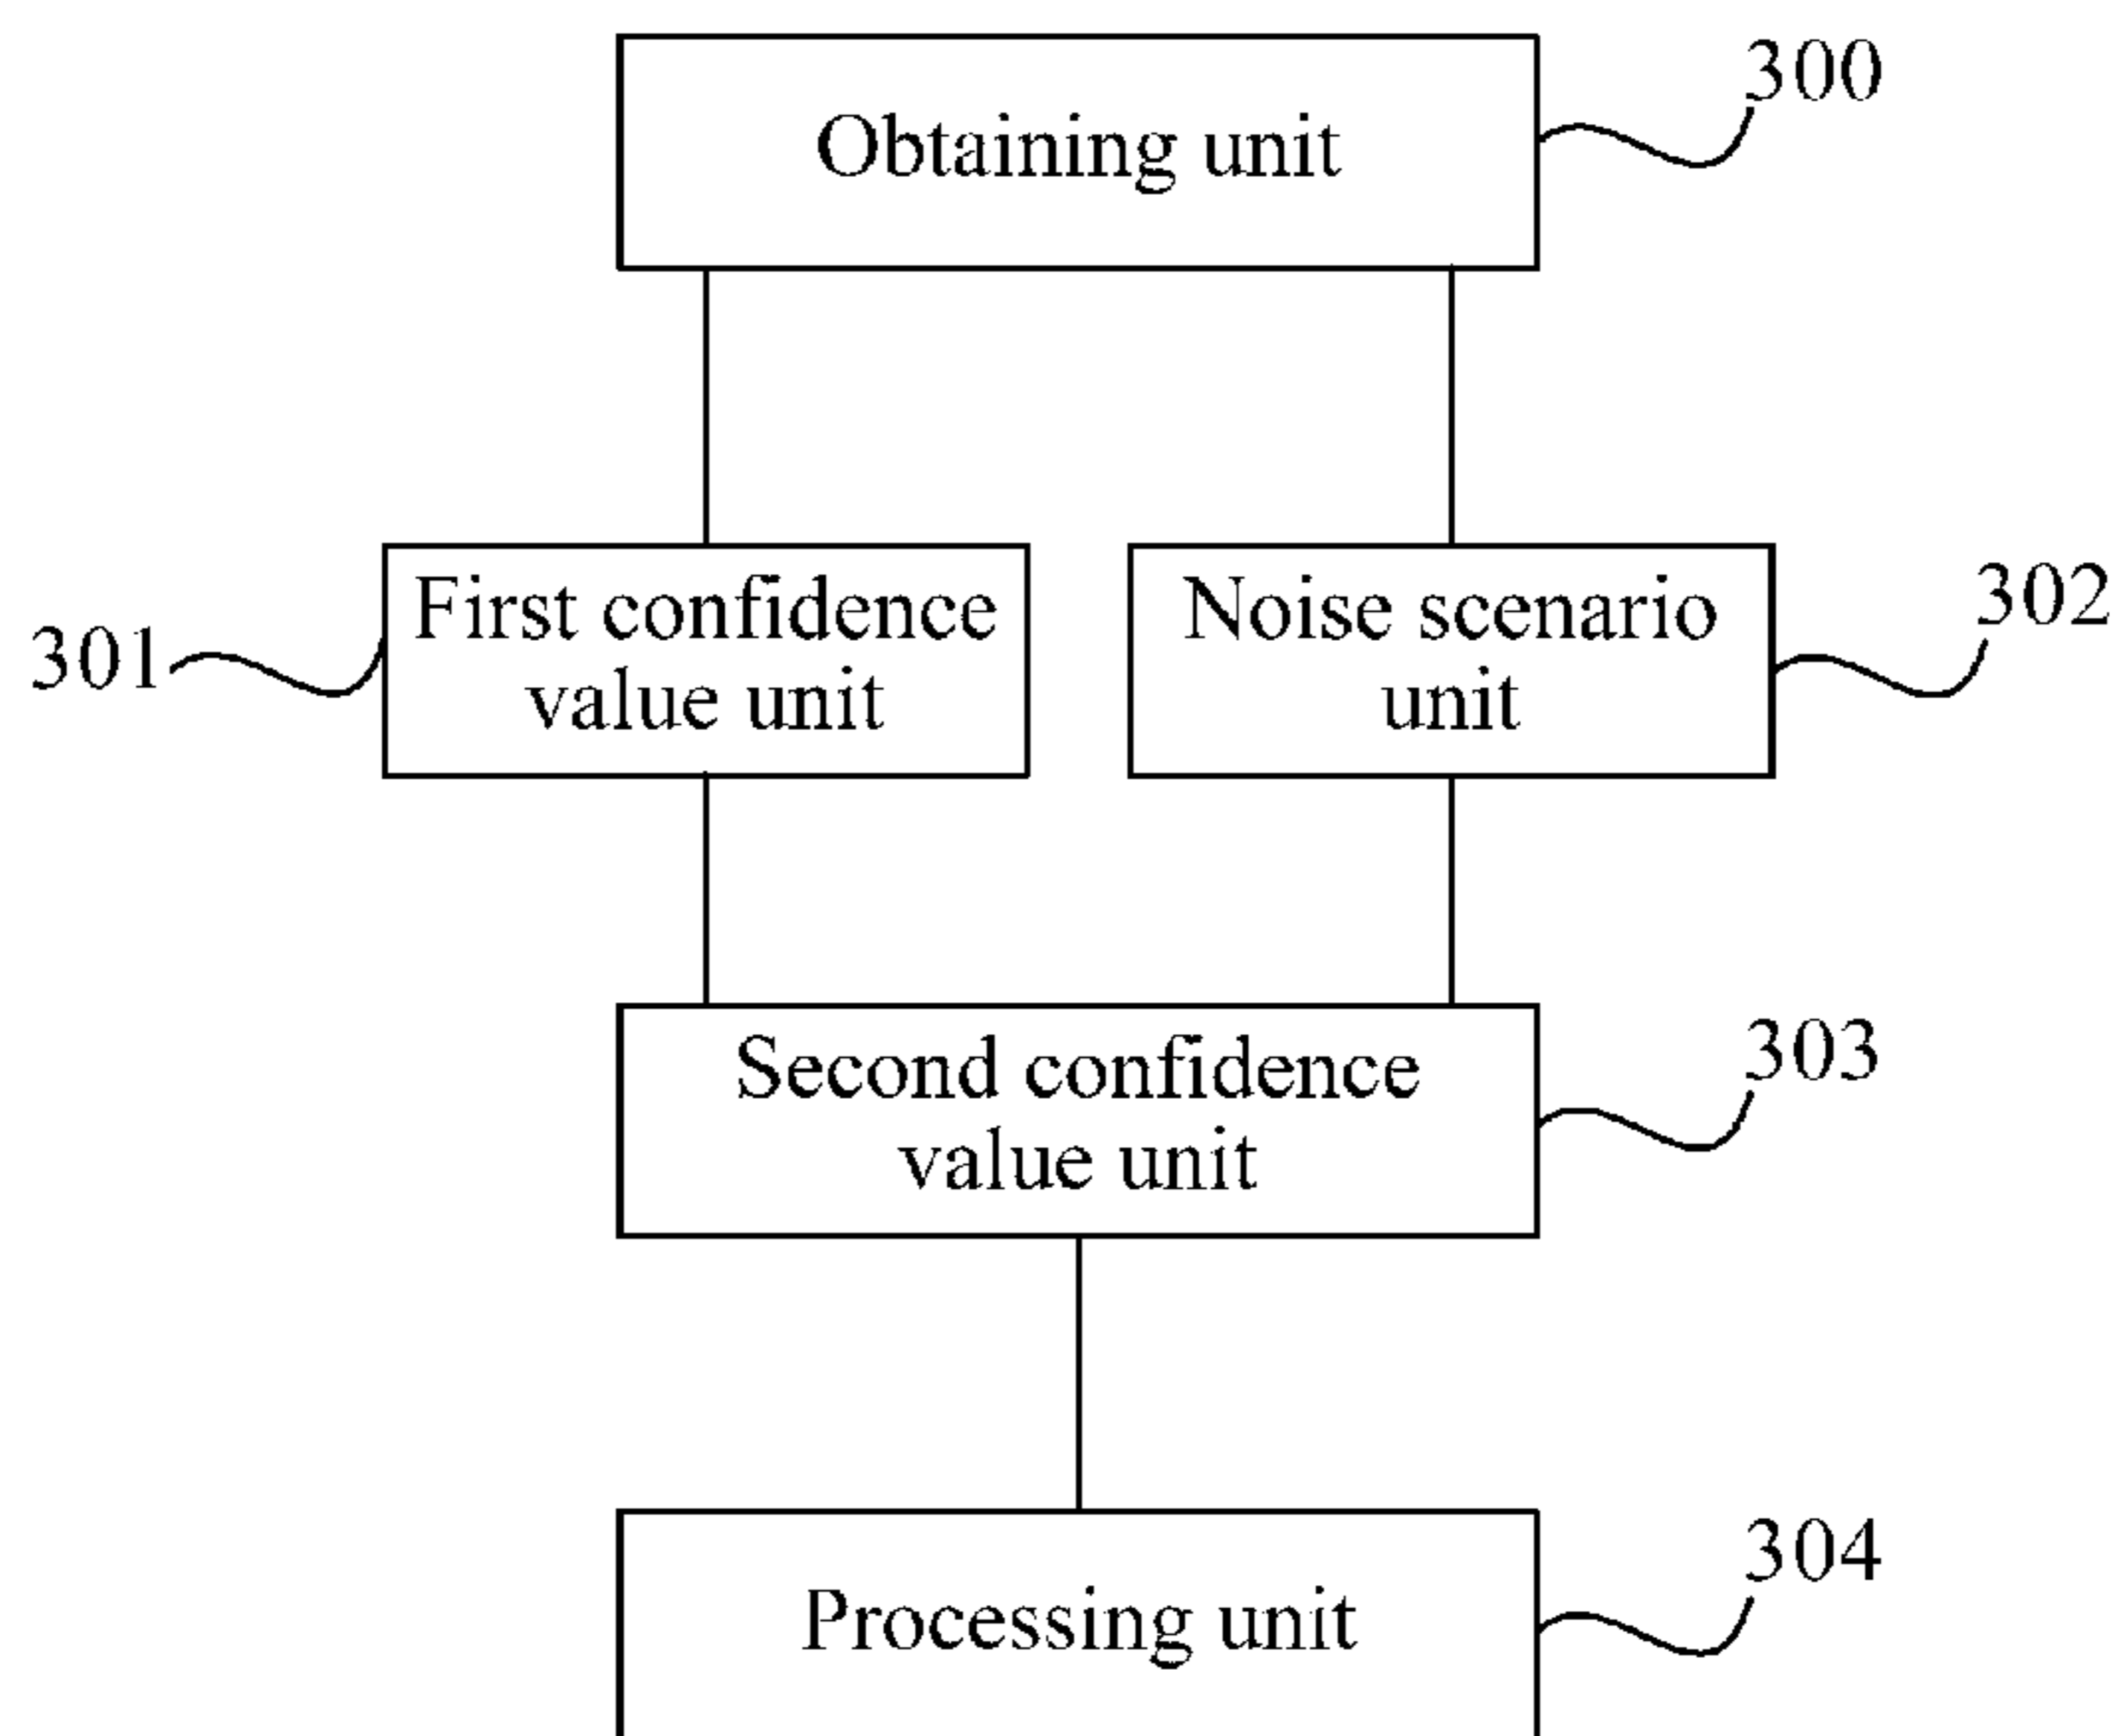 Obtaining unit
300
First confidence
value unit
301
Noise scenario
unit
302
Second confidence
value unit
303
Processing unit
304